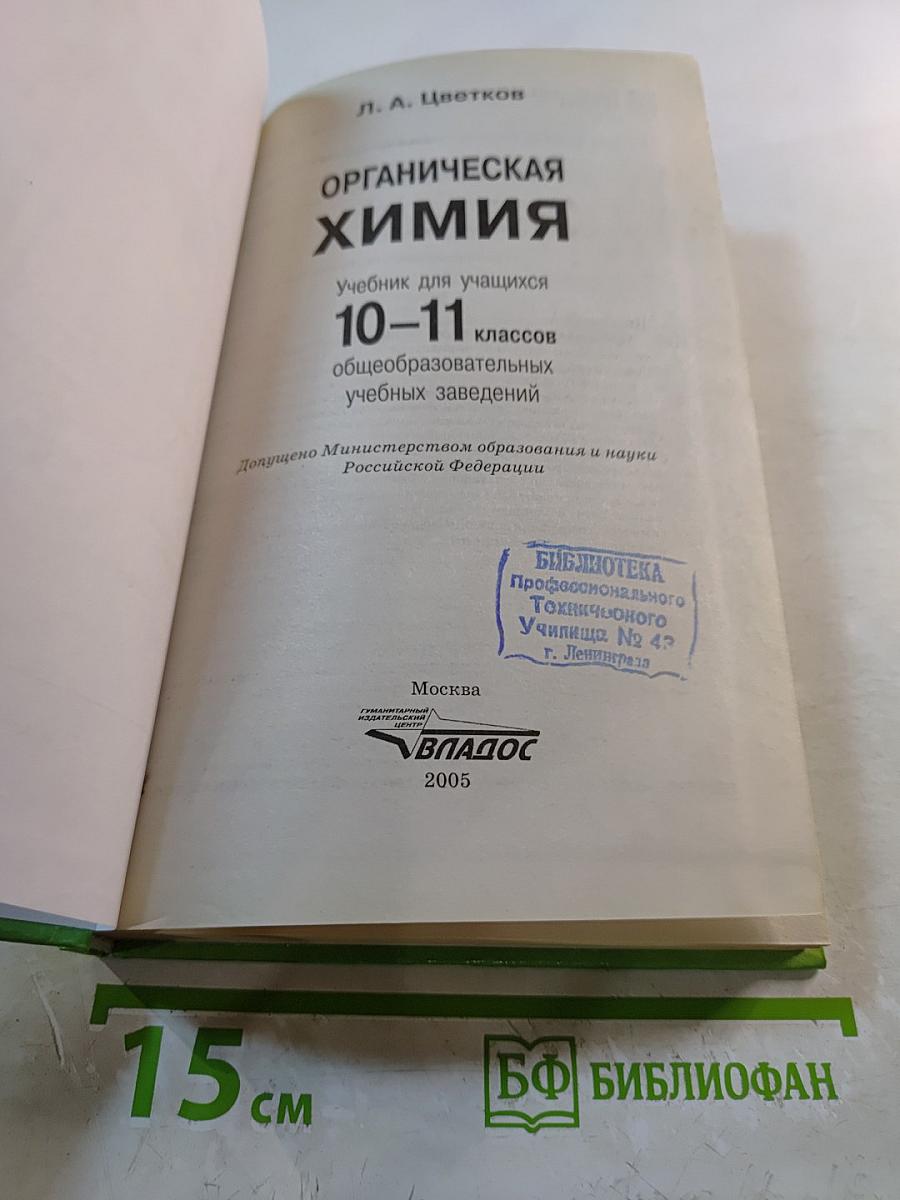 Л. А. Цветков
ОРГАНИЧЕСКАЯ
ХИМИЯ
Учебник для учащихся
10–11 классов
общеобразовательных
учебных заведений
Допущено Министерством образования и науки
Российской Федерации
БИБЛИОТЕКА
Профессионального
Технического
Училища №
г. Ленинграда
Москва
ГУМАНИТАРНЫЙ
ИЗДАТЕЛЬСКИЙ
ЦЕНТР
ВЛАДОС
2005
15 см
БФ БИБЛИОФАН